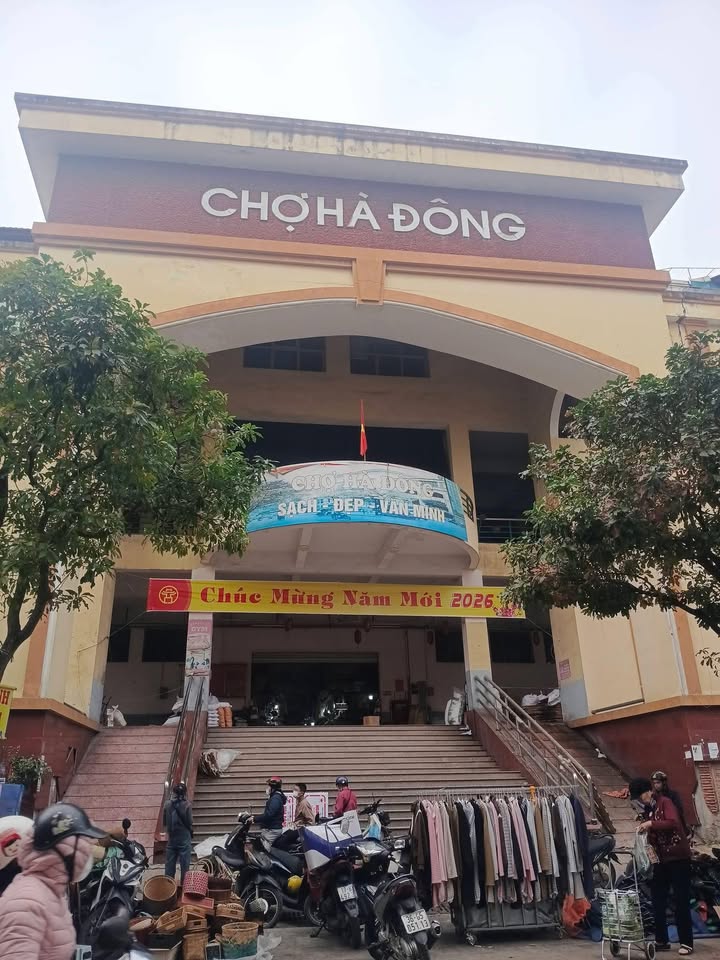 CHỢ HÀ ĐÔNG
CHỢ HÀ ĐÔNG
SẠCH - ĐẸP - VĂN MINH
Chúc Mừng Năm Mới 2026